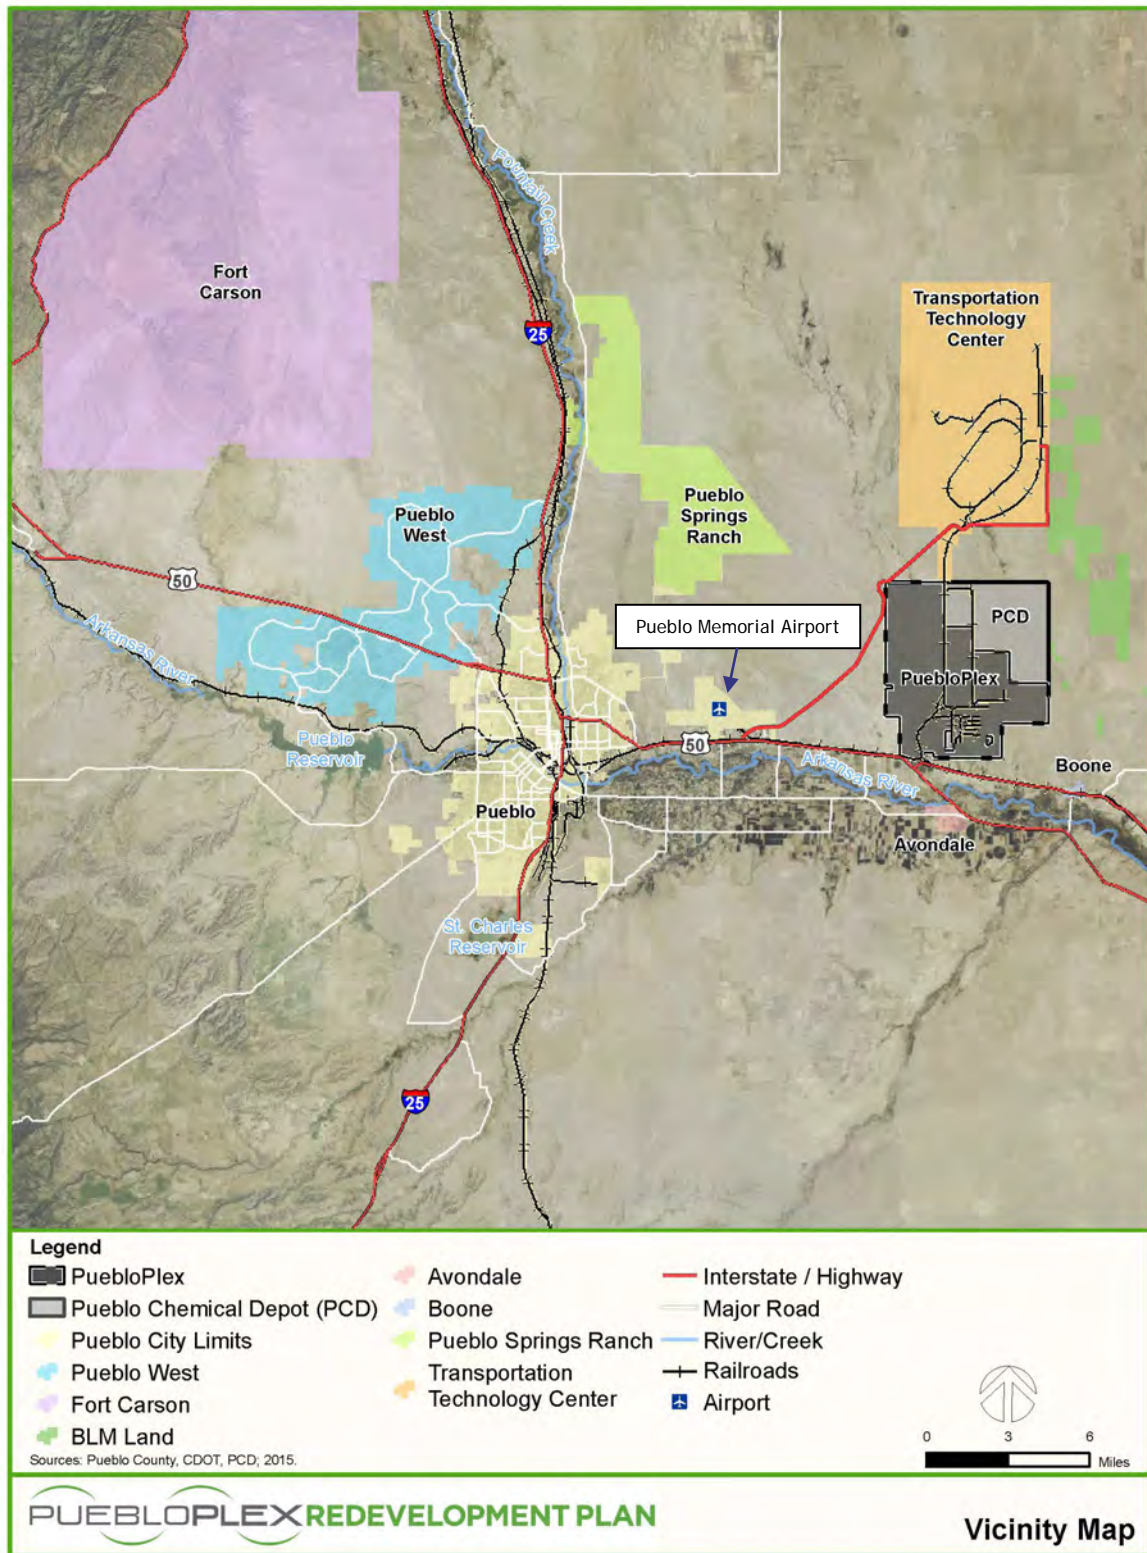 Fountain Creek
Fort
Carson
25
Transportation
Technology
Center
Pueblo
Springs
Ranch
Pueblo
West
50
Arkansas River
Pueblo Memorial Airport
PCD
PuebloPlex
50
Pueblo
Reservoir
Arkansas River
Boone
Pueblo
Avondale
St. Charles
Reservoir
25
Legend
PuebloPlex
Pueblo Chemical Depot (PCD)
Pueblo City Limits
Pueblo West
Fort Carson
BLM Land
Avondale
Boone
Pueblo Springs Ranch
Transportation
Technology Center
Interstate / Highway
Major Road
River/Creek
Railroads
Airport
0 3 6
Miles
Sources: Pueblo County, CDOT, PCD; 2015.
PUEBLOPLEX REDEVELOPMENT PLAN
Vicinity Map